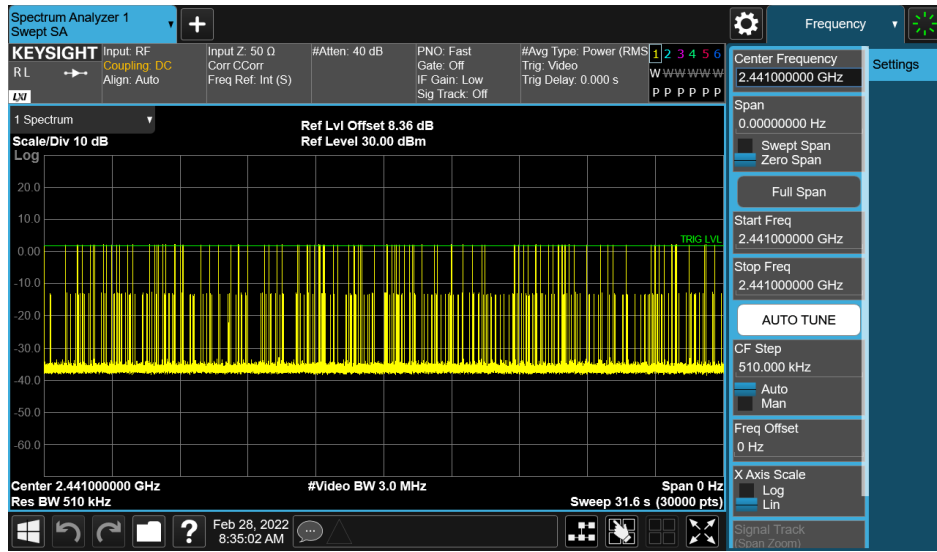 Spectrum Analyzer 1
Swept SA
Frequency
KEYSIGHT
R L
LXI
Input: RF
Coupling: DC
Align: Auto
Input Z: 50 Ω
Corr CCorr
Freq Ref: Int (S)
#Atten: 40 dB
PNO: Fast
Gate: Off
IF Gain: Low
Sig Track: Off
#Avg Type: Power (RMS
Trig: Video
Trig Delay: 0.000 s
1 2 3 4 5 6
W W W W W W
P P P P P P
Center Frequency
2.441000000 GHz
Settings
Span
0.00000000 Hz
Swept Span
Zero Span
Full Span
Start Freq
2.441000000 GHz
Stop Freq
2.441000000 GHz
AUTO TUNE
CF Step
510.000 kHz
Auto
Man
Freq Offset
0 Hz
X Axis Scale
Log
Lin
Signal Track
(Span Zoom)
1 Spectrum
Scale/Div 10 dB
Ref Lvl Offset 8.36 dB
Ref Level 30.00 dBm
Log
20.0
10.0
0.00
TRIG LVL
-10.0
-20.0
-30.0
-40.0
-50.0
-60.0
Center 2.441000000 GHz
#Video BW 3.0 MHz
Span 0 Hz
Res BW 510 kHz
Sweep 31.6 s (30000 pts)
?
Feb 28, 2022
8:35:02 AM